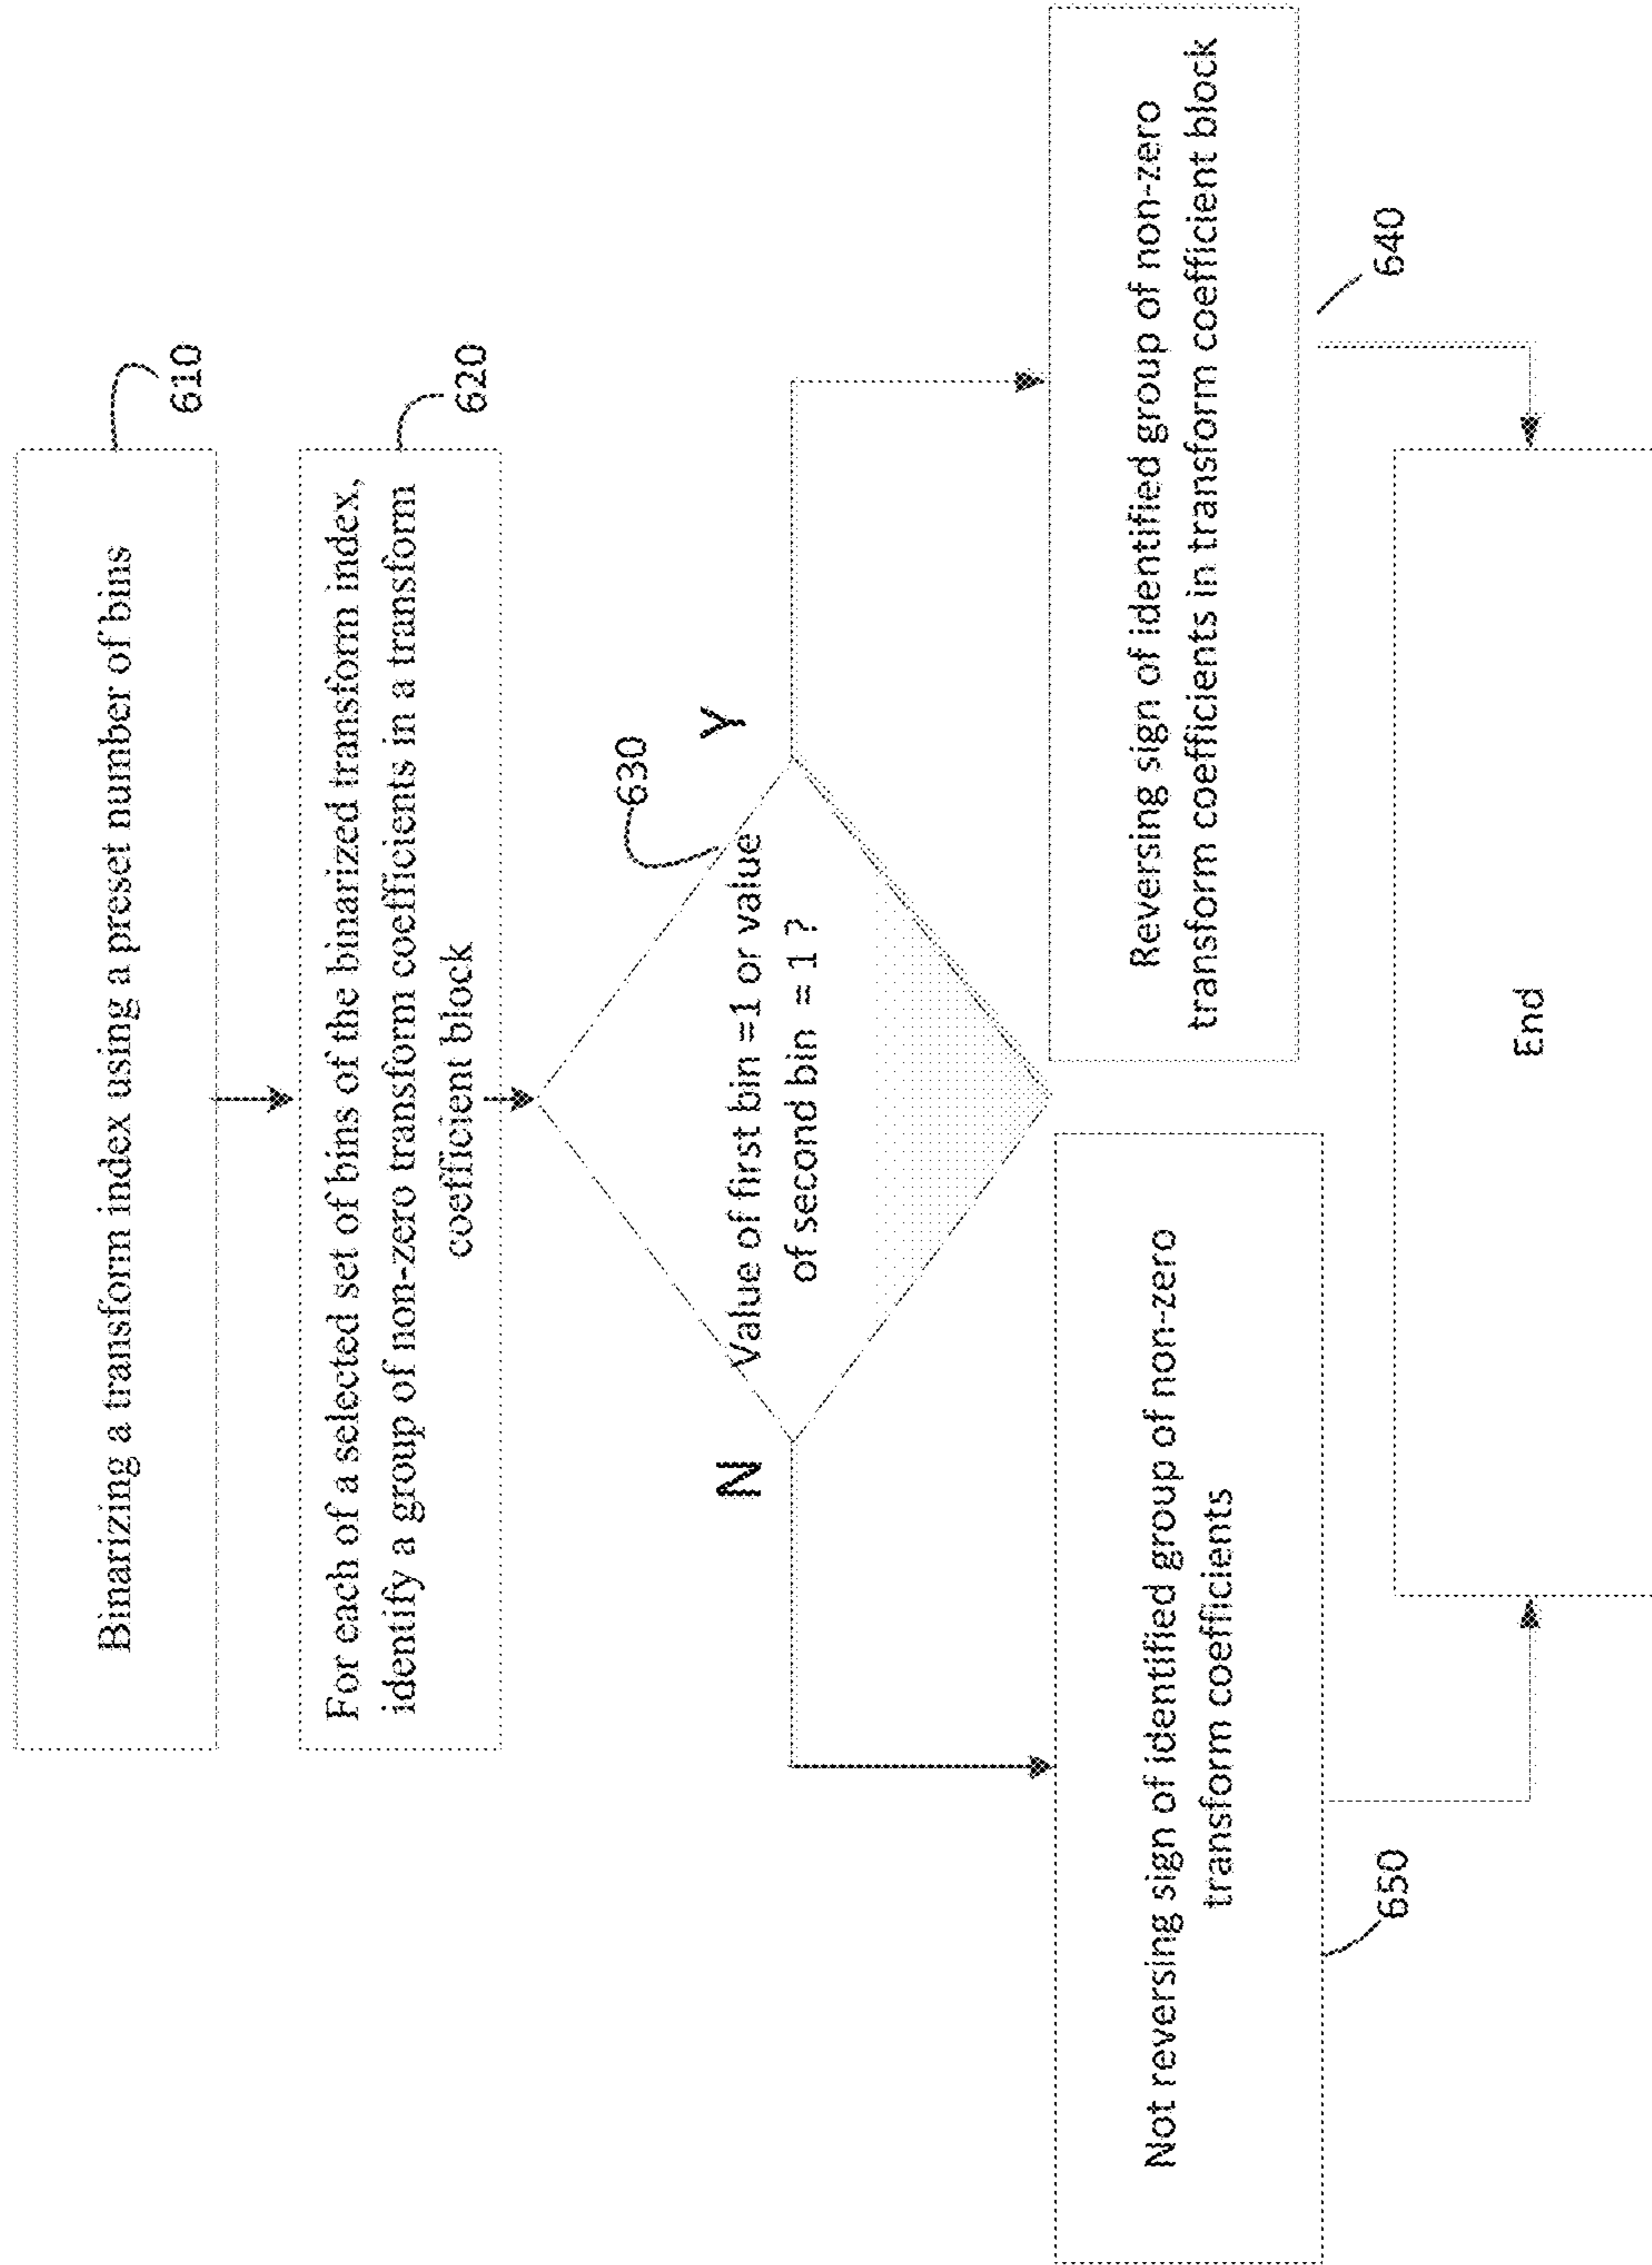 Binarizing a transform index using a preset number of bins
610
For each of a selected set of bins of the binarized transform index,
identify a group of non-zero transform coefficients in a transform
coefficient block
620
630
Value of first bin =1 or value
of second bin = 1 ?
N
Y
Not reversing sign of identified group of non-zero
transform coefficients
650
Reversing sign of identified group of non-zero
transform coefficients in transform coefficient block
640
End